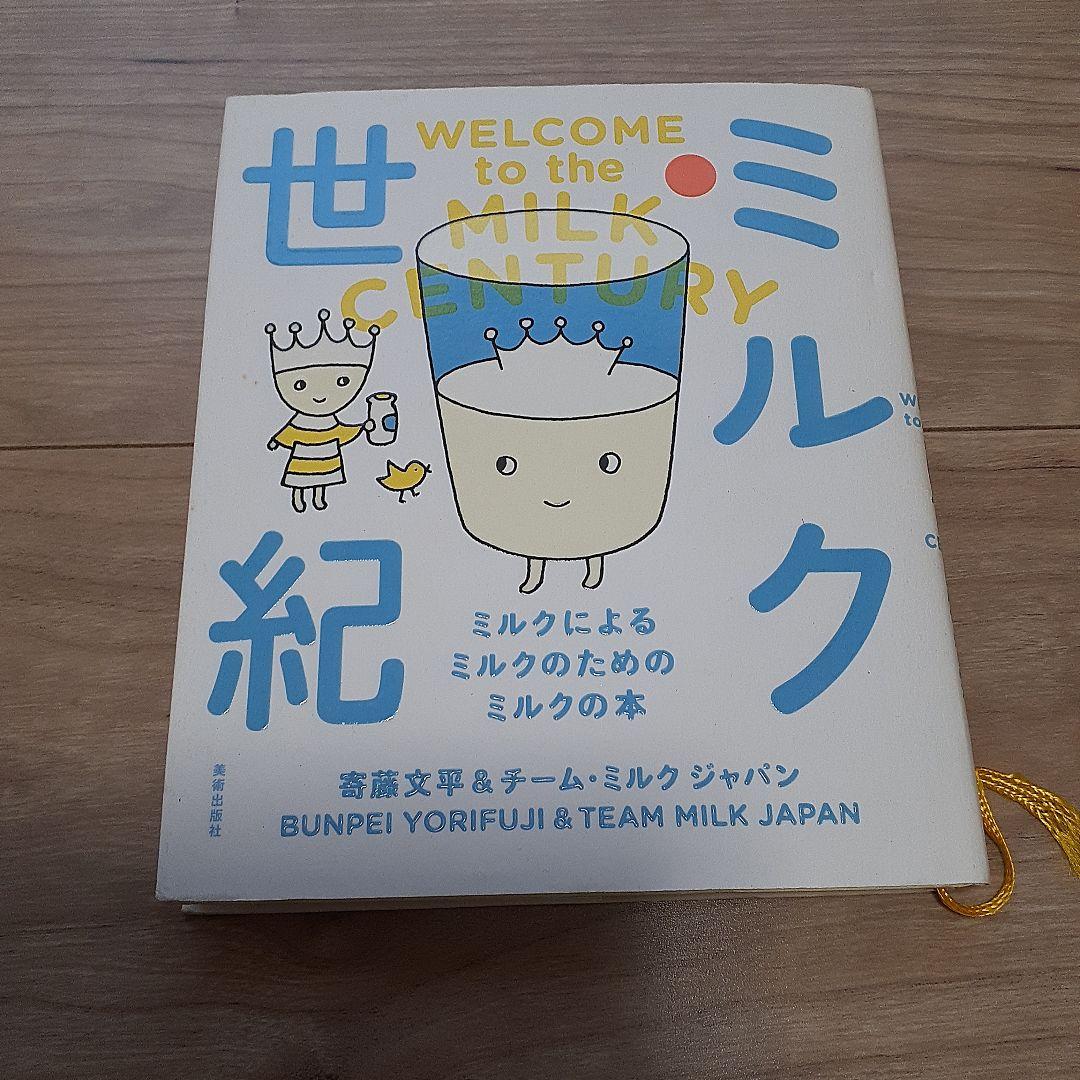 ミルク
世紀
WELCOME
to the
MILK
CENTURY
ミルクによる
ミルクのための
ミルクの本
寄藤文平&チーム・ミルク ジャパン
BUNPEI YORIFUJI & TEAM MILK JAPAN
美術出版社